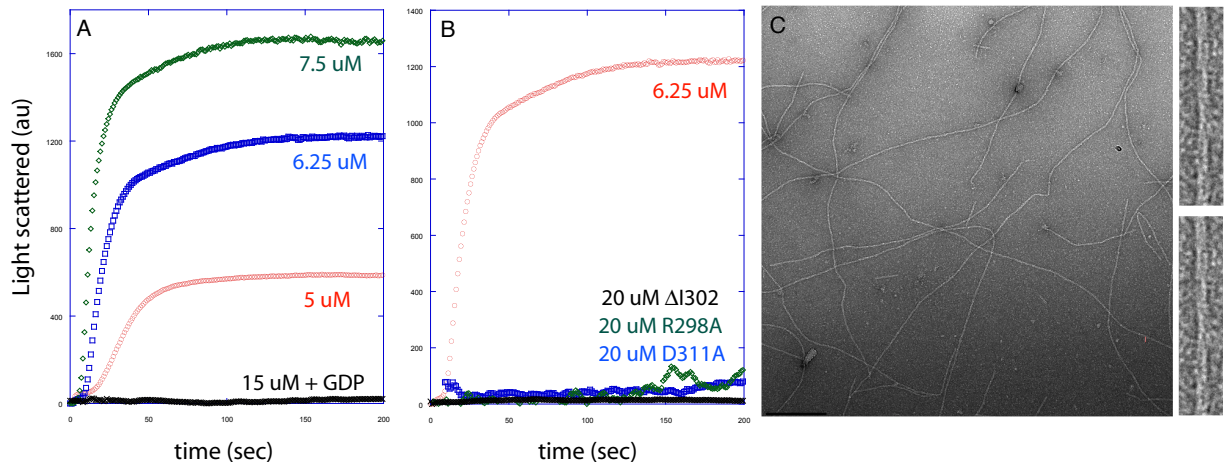 A
B
C
Light scattered (au)
1600
1200
800
400
0
7.5 uM
6.25 uM
5 uM
15 uM + GDP
0
50
100
150
200
time (sec)
1400
1200
1000
800
600
400
200
0
6.25 uM
20 uM ΔI302
20 uM R298A
20 uM D311A
0
50
100
150
200
time (sec)